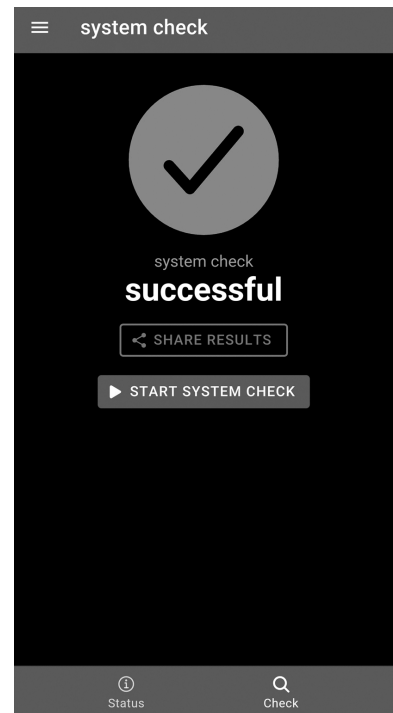 system check
system check
successful
SHARE RESULTS
START SYSTEM CHECK
Status
Check